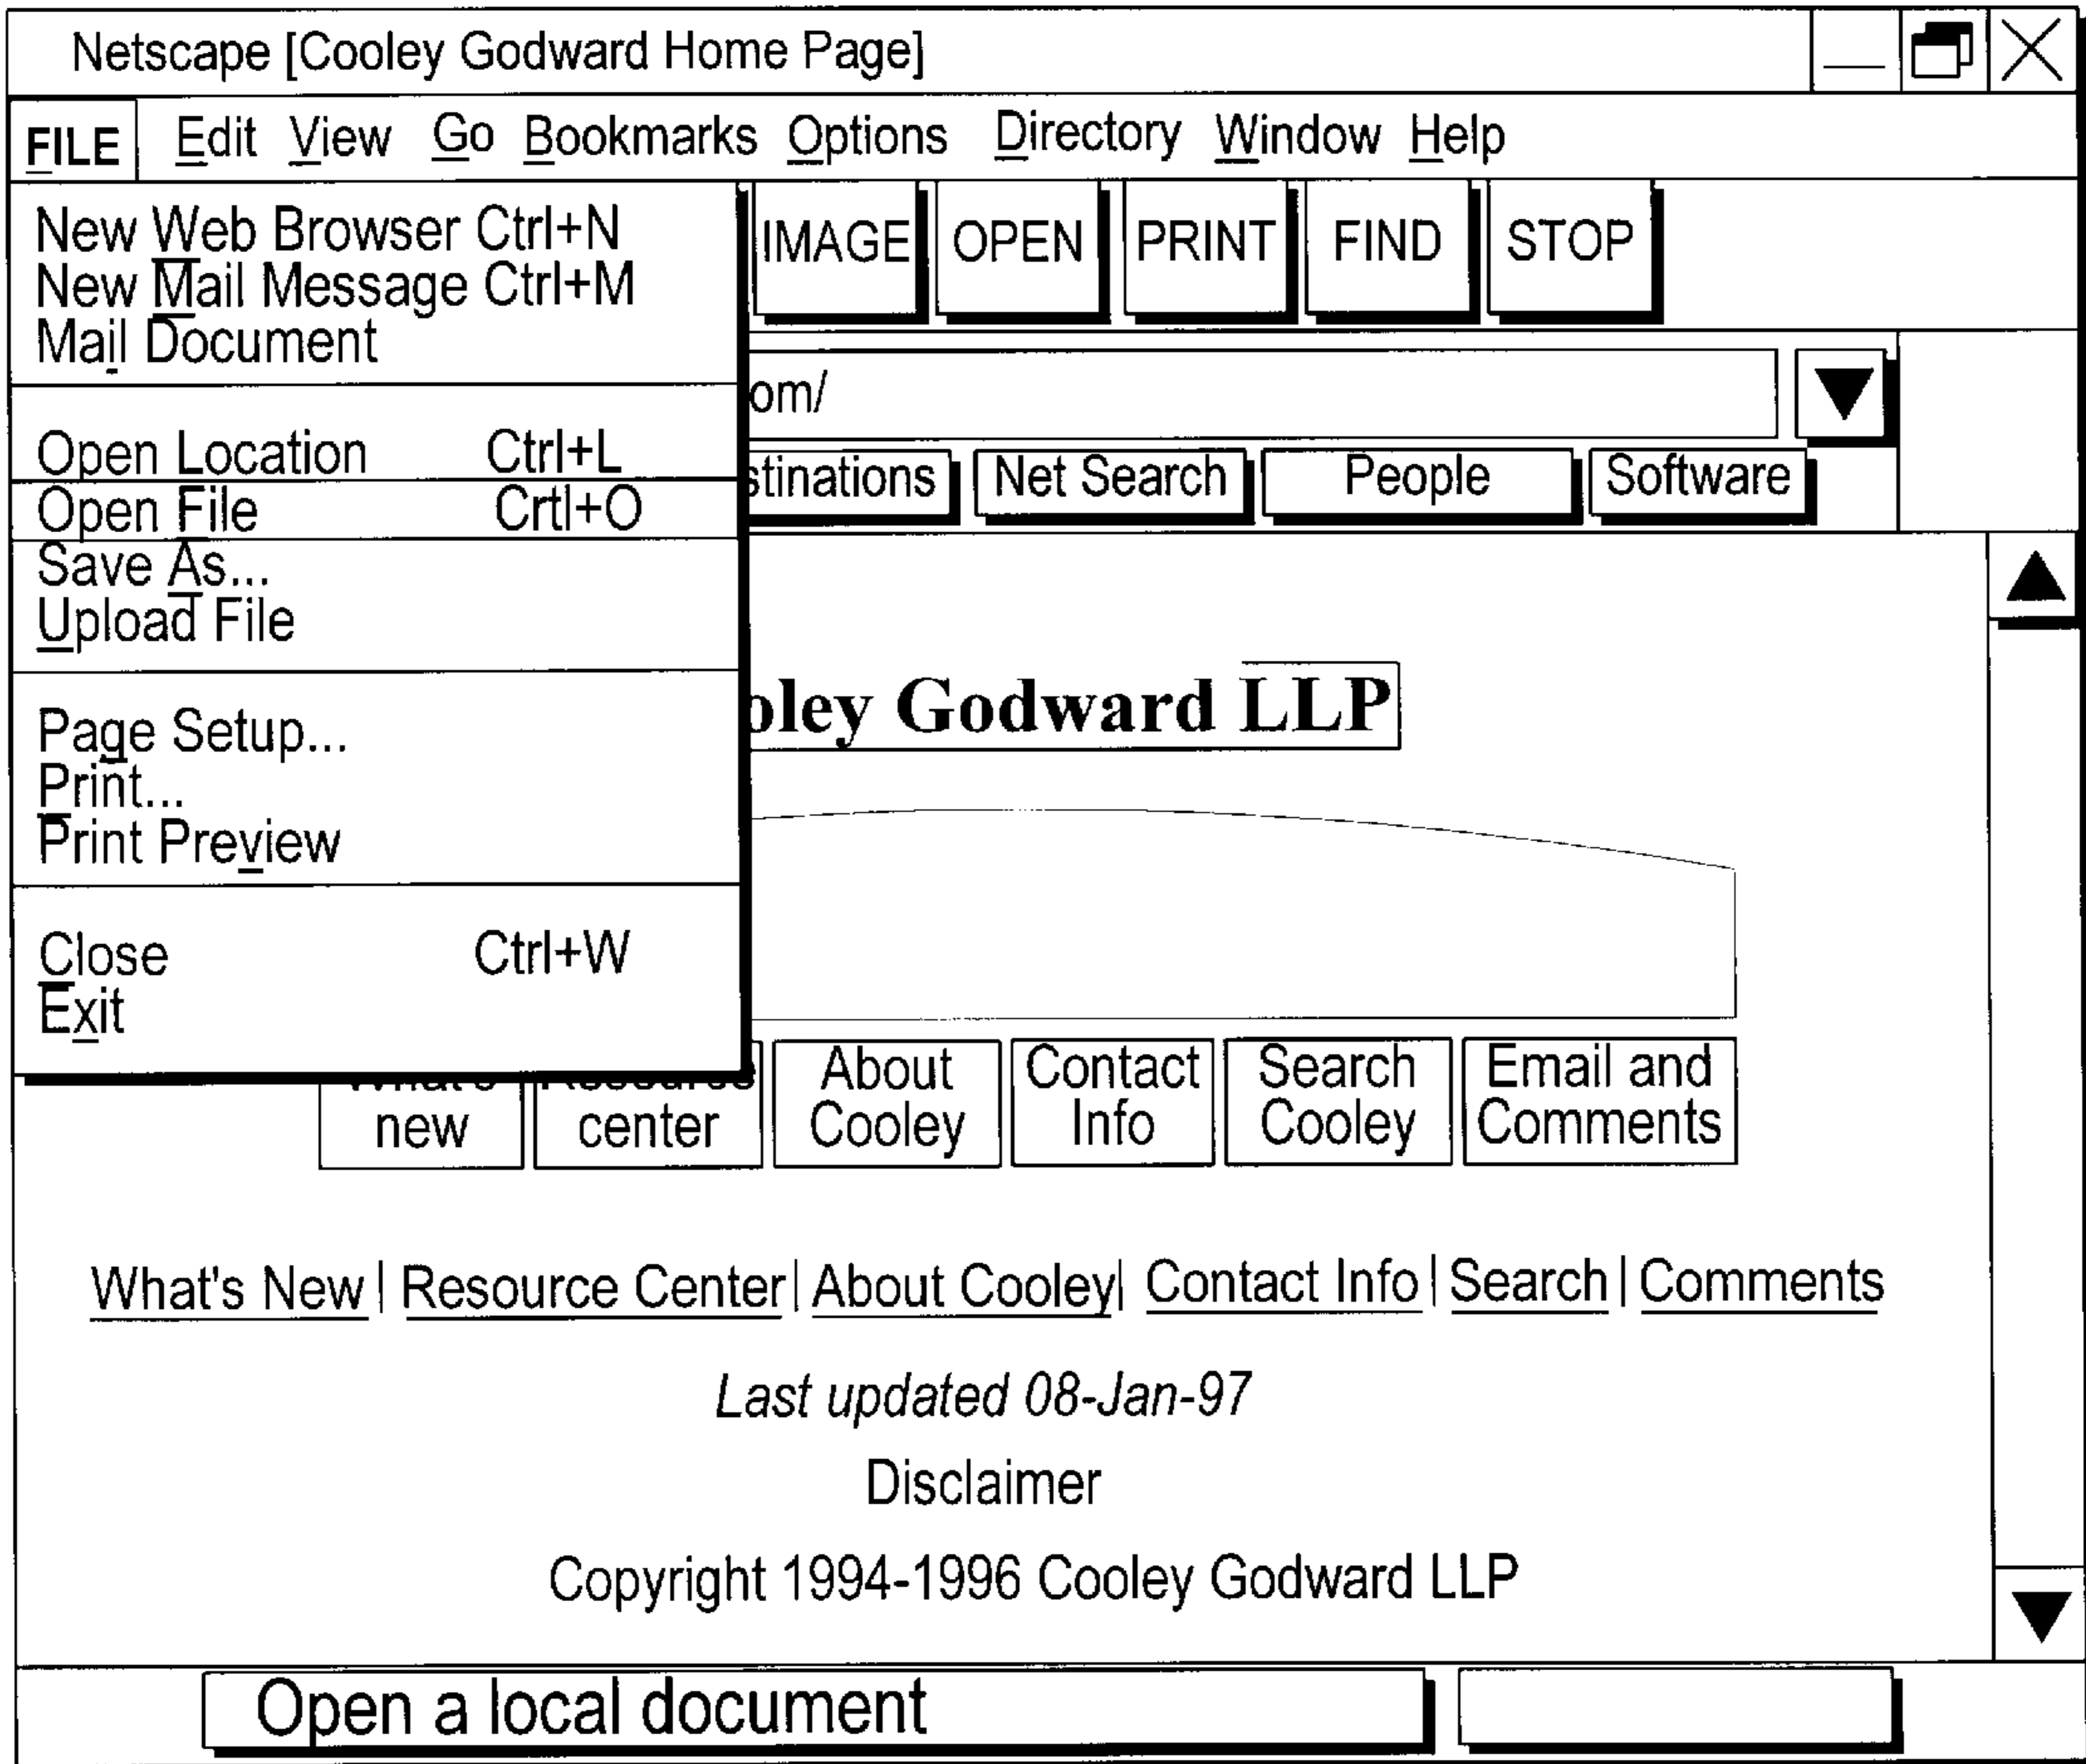 Netscape [Cooley Godward Home Page]
FILE Edit View Go Bookmarks Options Directory Window Help
New Web Browser Ctrl+N
New Mail Message Ctrl+M
Mail Document
Open Location Ctrl+L
Open File Crtl+O
Save As...
Upload File
Page Setup...
Print...
Print Preview
Close Ctrl+W
Exit
IMAGE OPEN PRINT FIND STOP
om/
stinations Net Search People Software
oley Godward LLP
What's new
Resource center
About Cooley
Contact Info
Search Cooley
Email and Comments
What's New | Resource Center | About Cooley | Contact Info | Search | Comments
Last updated 08-Jan-97
Disclaimer
Copyright 1994-1996 Cooley Godward LLP
Open a local document